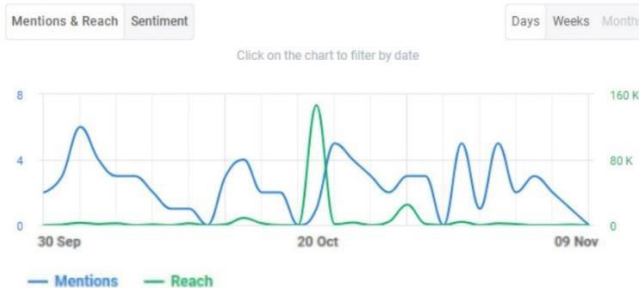 Mentions & Reach Sentiment Days Weeks Month
Click on the chart to filter by date
8 160 K
4 80 K
0 0
30 Sep 20 Oct 09 Nov
Mentions Reach